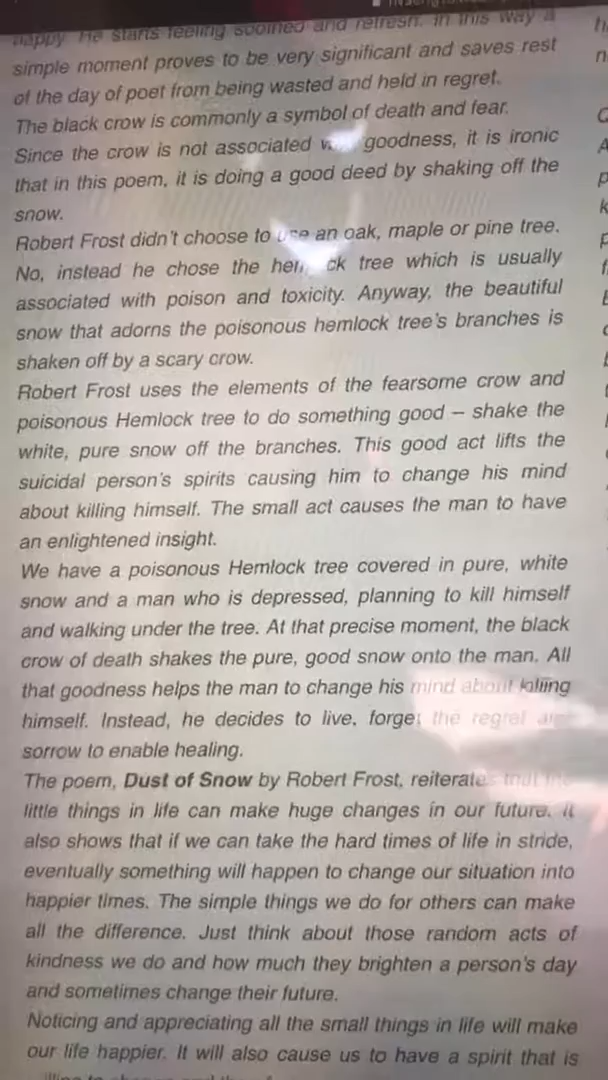 happy. He starts feeling soothed and refresh. In this way a
simple moment proves to be very significant and saves rest
of the day of poet from being wasted and held in regret.
The black crow is commonly a symbol of death and fear.
Since the crow is not associated goodness, it is ironic
that in this poem, it is doing a good deed by shaking off the
snow.
Robert Frost didn't choose to use an oak, maple or pine tree.
No, instead he chose the hemlock tree which is usually
associated with poison and toxicity. Anyway, the beautiful
snow that adorns the poisonous hemlock tree's branches is
shaken off by a scary crow.
Robert Frost uses the elements of the fearsome crow and
poisonous Hemlock tree to do something good – shake the
white, pure snow off the branches. This good act lifts the
suicidal person's spirits causing him to change his mind
about killing himself. The small act causes the man to have
an enlightened insight.
We have a poisonous Hemlock tree covered in pure, white
snow and a man who is depressed, planning to kill himself
and walking under the tree. At that precise moment, the black
crow of death shakes the pure, good snow onto the man. All
that goodness helps the man to change his mind about killing
himself. Instead, he decides to live, forget the regret and
sorrow to enable healing.
The poem, Dust of Snow by Robert Frost, reiterates that the
little things in life can make huge changes in our future. It
also shows that if we can take the hard times of life in stride,
eventually something will happen to change our situation into
happier times. The simple things we do for others can make
all the difference. Just think about those random acts of
kindness we do and how much they brighten a person's day
and sometimes change their future.
Noticing and appreciating all the small things in life will make
our life happier. It will also cause us to have a spirit that is